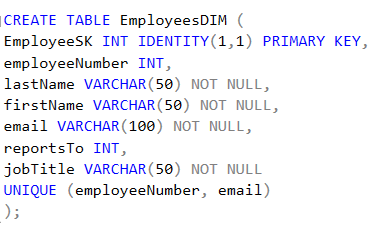 CREATE TABLE EmployeesDIM (
EmployeeSK INT IDENTITY(1,1) PRIMARY KEY,
employeeNumber INT,
lastName VARCHAR(50) NOT NULL,
firstName VARCHAR(50) NOT NULL,
email VARCHAR(100) NOT NULL,
reportsTo INT,
jobTitle VARCHAR(50) NOT NULL
UNIQUE (employeeNumber, email)
);